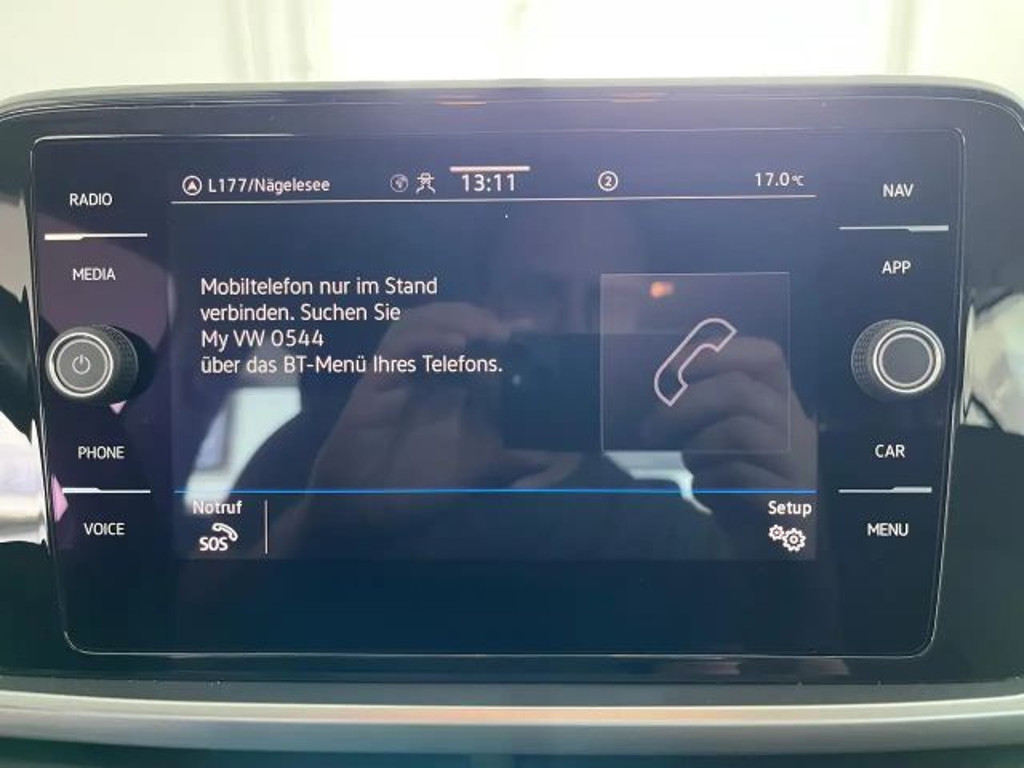 L177/Nägelesee 13:11 2 17.0°C
RADIO
MEDIA
PHONE
VOICE
Mobiltelefon nur im Stand
verbinden. Suchen Sie
My VW 0544
über das BT-Menü Ihres Telefons.
Notruf
SOS
Setup
NAV
APP
CAR
MENU